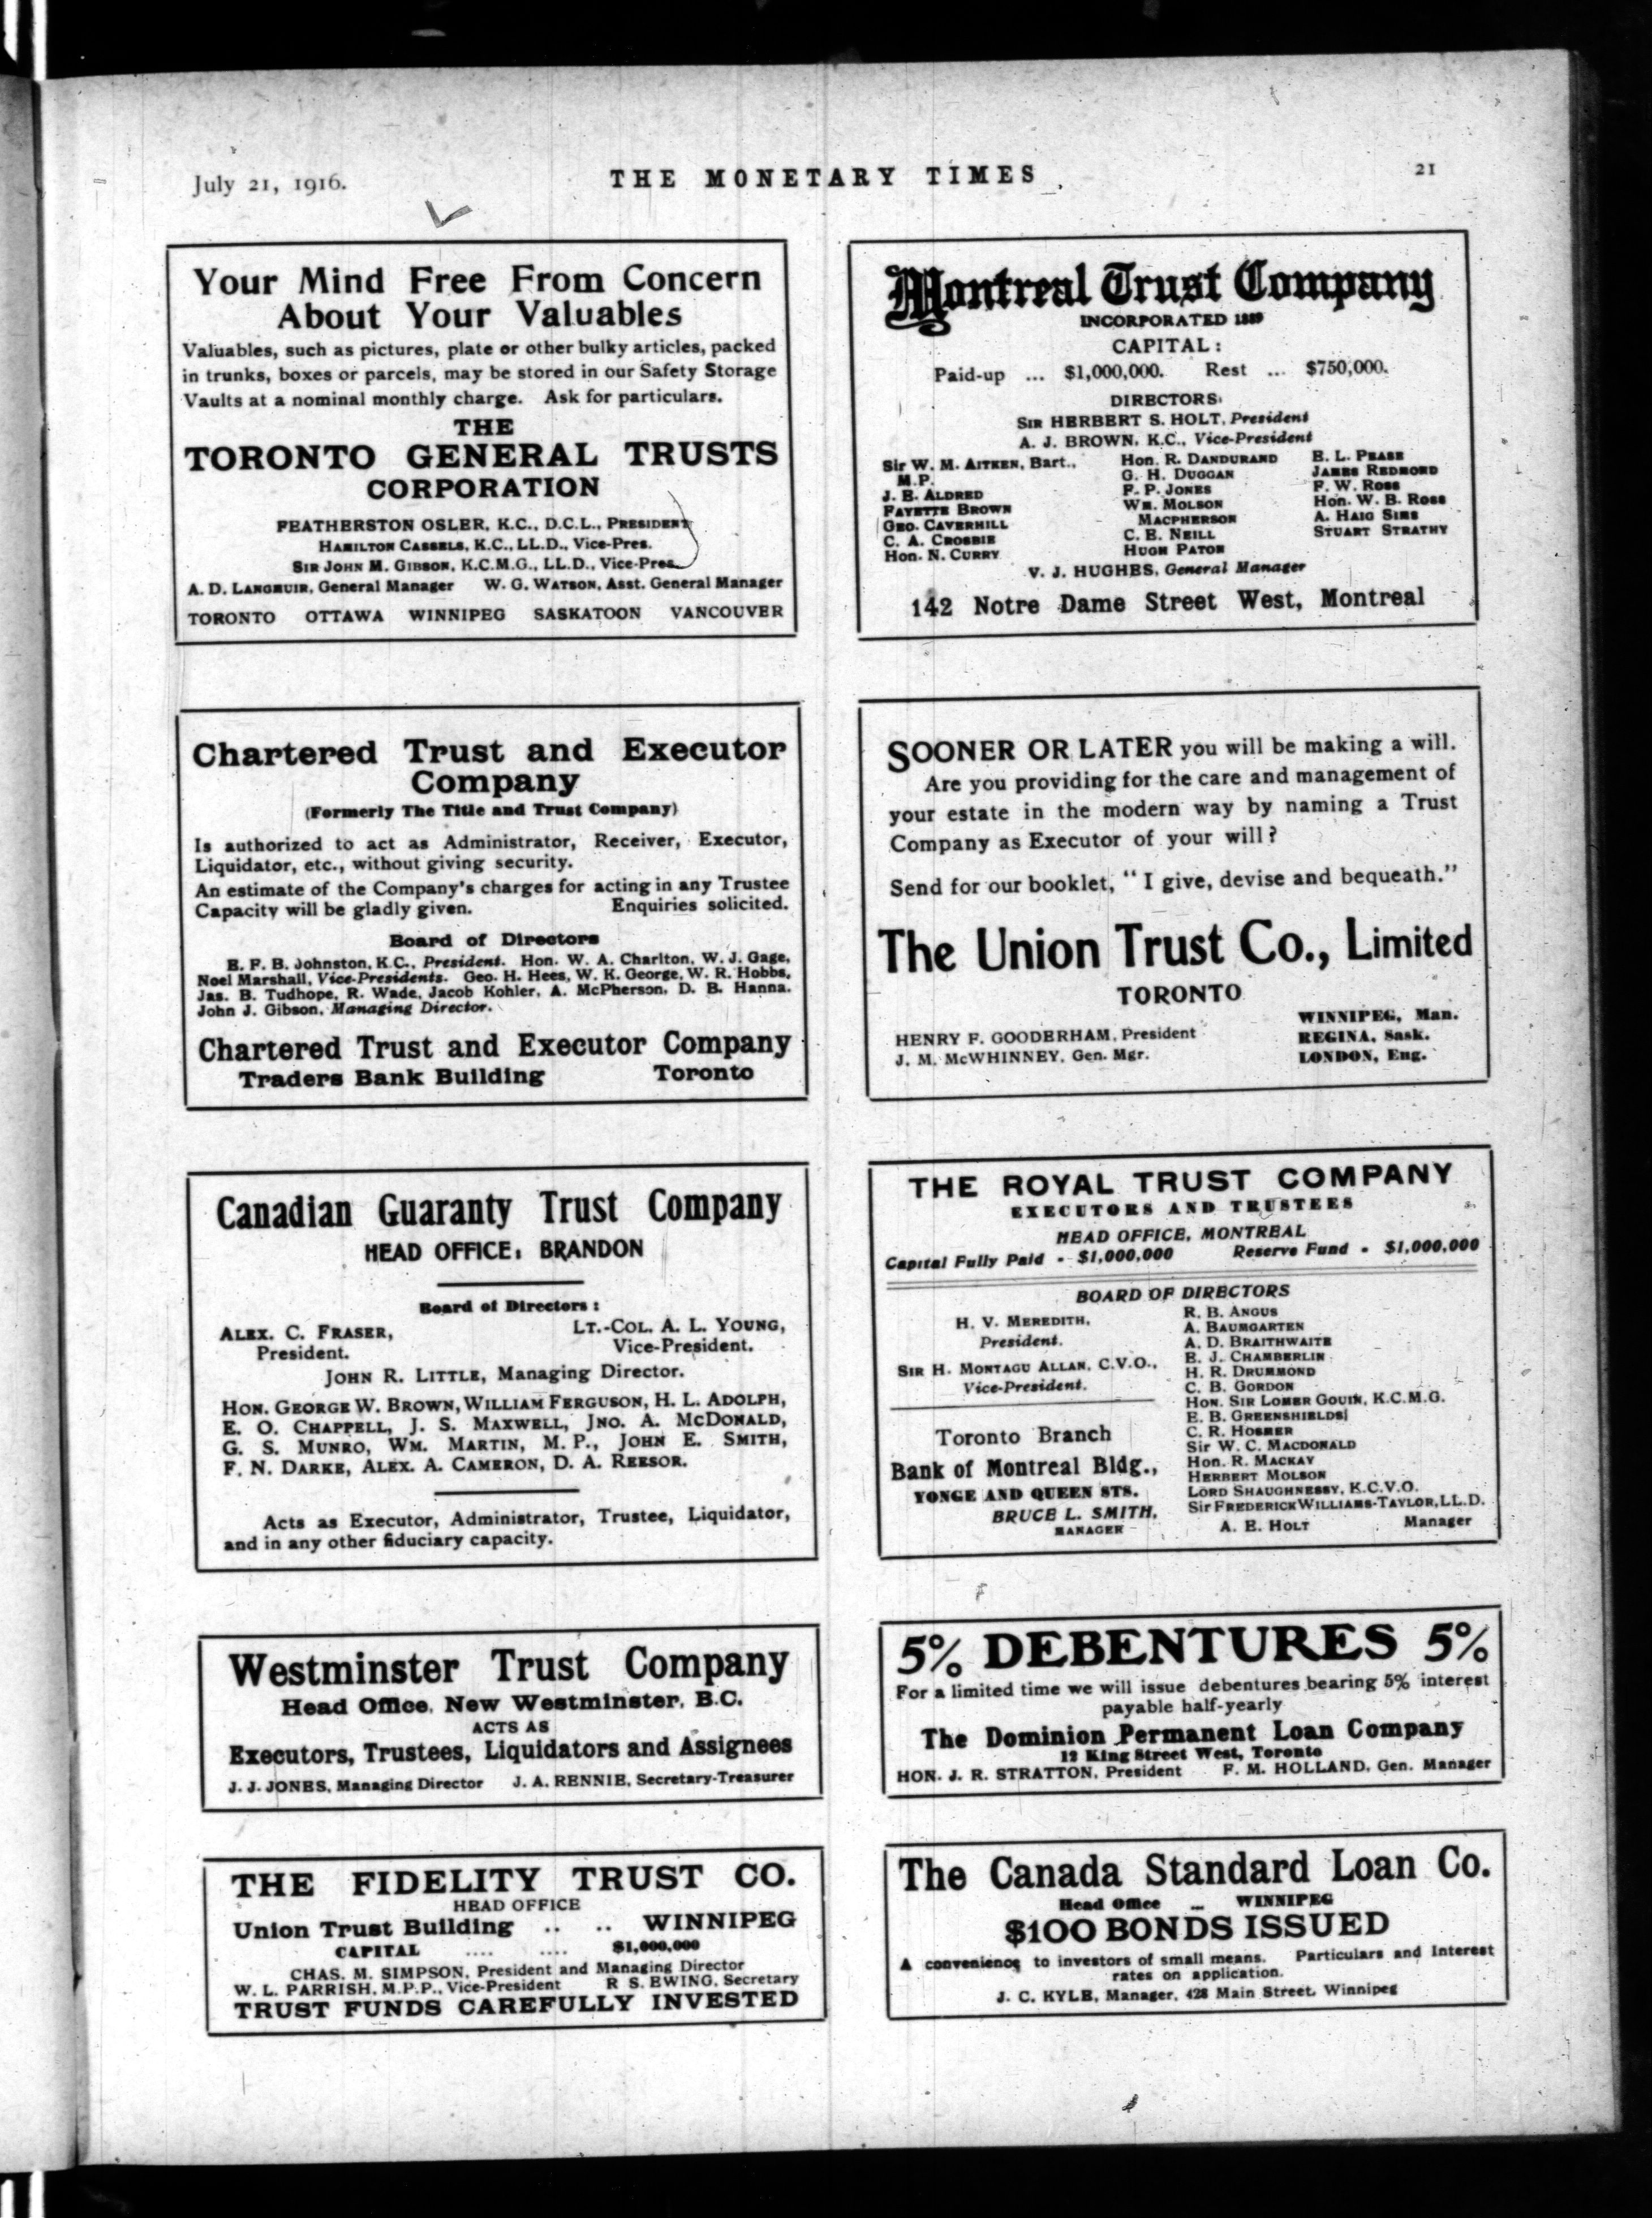 July 21, 1916.
THE MONETARY TIMES
21
Your Mind Free From Concern
About Your Valuables
Valuables, such as pictures, plate or other bulky articles, packed
in trunks, boxes or parcels, may be stored in our Safety Storage
Vaults at a nominal monthly charge. Ask for particulars.
THE
TORONTO GENERAL TRUSTS
CORPORATION
FEATHERSTON OSLER, K.C., D.C.L., PRESIDENT
HAMILTON CASSELS, K.C., LL.D., Vice-Pres.
SIR JOHN M. GIBSON, K.C.M.G., LL.D., Vice-Pres.
A. D. LANGMUIR, General Manager W. G. WATSON, Asst. General Manager
TORONTO OTTAWA WINNIPEG SASKATOON VANCOUVER
Montreal Trust Company
INCORPORATED 1889
CAPITAL:
Paid-up ... $1,000,000. Rest ... $750,000.
DIRECTORS:
SIR HERBERT S. HOLT, President
A. J. BROWN, K.C., Vice-President
Sir W. M. AITKEN, Bart.,
M.P.
J. E. ALDRED
FAYETTE BROWN
GEO. CAVERHILL
C. A. CROSBIE
Hon. N. CURRY
Hon. R. DANDURAND
G. H. DUGGAN
F. P. JONES
WM. MOLSON
MACPHERSON
C. E. NEILL
HUGH PATON
E. L. PEASE
JAMES REDMOND
F. W. ROSS
Hon. W. B. ROSS
A. HAIG SIMS
STUART STRATHY
V. J. HUGHES, General Manager
142 Notre Dame Street West, Montreal
Chartered Trust and Executor
Company
(Formerly The Title and Trust Company)
Is authorized to act as Administrator, Receiver, Executor,
Liquidator, etc., without giving security.
An estimate of the Company's charges for acting in any Trustee
Capacity will be gladly given. Enquiries solicited.
Board of Directors
E. F. B. Johnston, K.C., President. Hon. W. A. Charlton, W. J. Gage,
Noel Marshall, Vice-Presidents. Geo. H. Hees, W. K. George, W. R. Hobbs,
Jas. B. Tudhope, R. Wade, Jacob Kohler, A. McPherson, D. B. Hanna.
John J. Gibson, Managing Director.
Chartered Trust and Executor Company
Traders Bank Building Toronto
SOONER OR LATER you will be making a will.
Are you providing for the care and management of
your estate in the modern way by naming a Trust
Company as Executor of your will?
Send for our booklet, "I give, devise and bequeath."
The Union Trust Co., Limited
TORONTO
HENRY F. GOODERHAM, President
J. M. McWHINNEY, Gen. Mgr.
WINNIPEG, Man.
REGINA, Sask.
LONDON, Eng.
Canadian Guaranty Trust Company
HEAD OFFICE: BRANDON
Board of Directors:
ALEX. C. FRASER,
President.
LT.-COL. A. L. YOUNG,
Vice-President.
JOHN R. LITTLE, Managing Director.
HON. GEORGE W. BROWN, WILLIAM FERGUSON, H. L. ADOLPH,
E. O. CHAPPELL, J. S. MAXWELL, JNO. A. MCDONALD,
G. S. MUNRO, WM. MARTIN, M.P., JOHN E. SMITH,
F. N. DARKE, ALEX. A. CAMERON, D. A. REESOR.
Acts as Executor, Administrator, Trustee, Liquidator,
and in any other fiduciary capacity.
THE ROYAL TRUST COMPANY
EXECUTORS AND TRUSTEES
HEAD OFFICE, MONTREAL
Capital Fully Paid - $1,000,000 Reserve Fund - $1,000,000
BOARD OF DIRECTORS
H. V. MEREDITH,
President.
SIR H. MONTAGU ALLAN, C.V.O.,
Vice-President.
Toronto Branch
Bank of Montreal Bldg.,
YONGE AND QUEEN STS.
BRUCE L. SMITH,
MANAGER
R. B. ANGUS
A. BAUMGARTEN
A. D. BRAITHWAITE
E. J. CHAMBERLIN
H. R. DRUMMOND
C. B. GORDON
HON. SIR LOMER GOUIN, K.C.M.G.
E. B. GREENSHIELDS
C. R. HOSMER
Sir W. C. MACDONALD
Hon. R. MACKAY
HERBERT MOLSON
LORD SHAUGHNESSY, K.C.V.O.
Sir FREDERICK WILLIAMS-TAYLOR, LL.D.
A. E. HOLT Manager
Westminster Trust Company
Head Office, New Westminster, B.C.
ACTS AS
Executors, Trustees, Liquidators and Assignees
J. J. JONES, Managing Director J. A. RENNIE, Secretary-Treasurer
5% DEBENTURES 5%
For a limited time we will issue debentures bearing 5% interest
payable half-yearly
The Dominion Permanent Loan Company
12 King Street West, Toronto
HON. J. R. STRATTON, President F. M. HOLLAND, Gen. Manager
THE FIDELITY TRUST CO.
HEAD OFFICE
Union Trust Building .. .. WINNIPEG
CAPITAL .... .... $1,000,000
CHAS. M. SIMPSON, President and Managing Director
W. L. PARRISH, M.P.P., Vice-President R. S. EWING, Secretary
TRUST FUNDS CAREFULLY INVESTED
The Canada Standard Loan Co.
Head Office ... WINNIPEG
$100 BONDS ISSUED
A convenience to investors of small means. Particulars and Interest
rates on application.
J. C. KYLE, Manager, 428 Main Street, Winnipeg